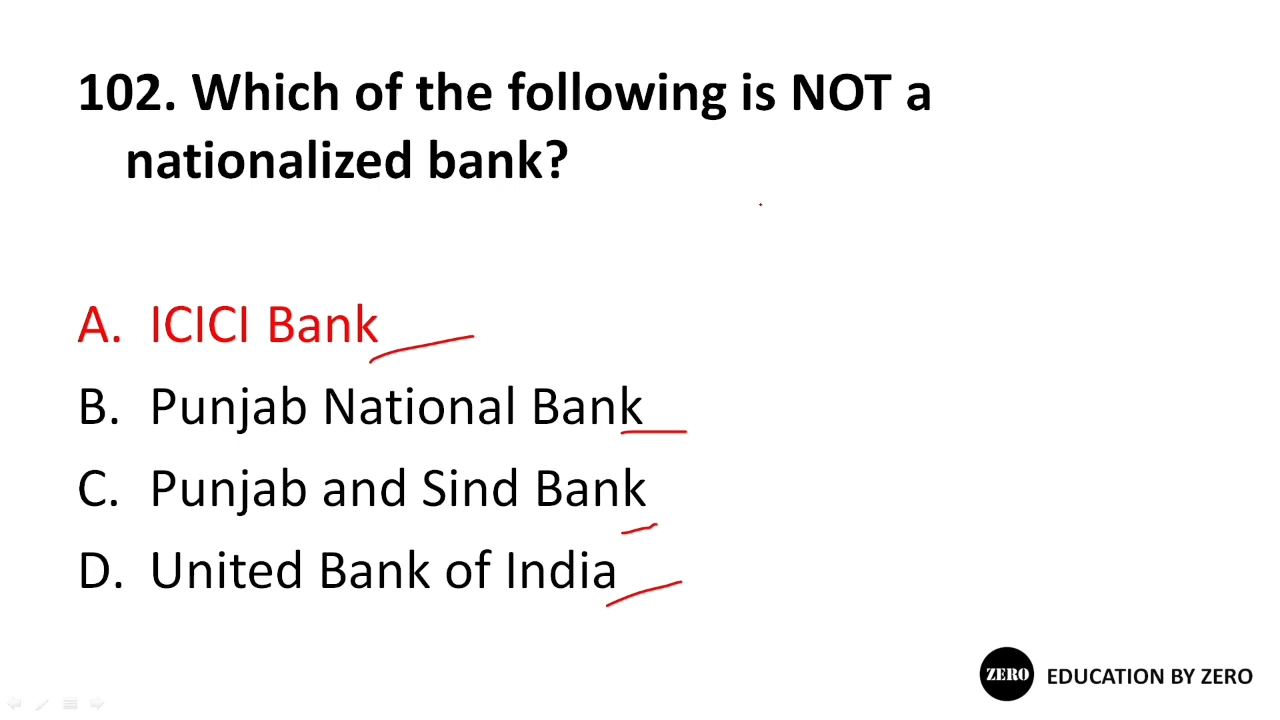 102. Which of the following is NOT a
nationalized bank?
A. ICICI Bank
B. Punjab National Bank
C. Punjab and Sind Bank
D. United Bank of India
ZERO EDUCATION BY ZERO